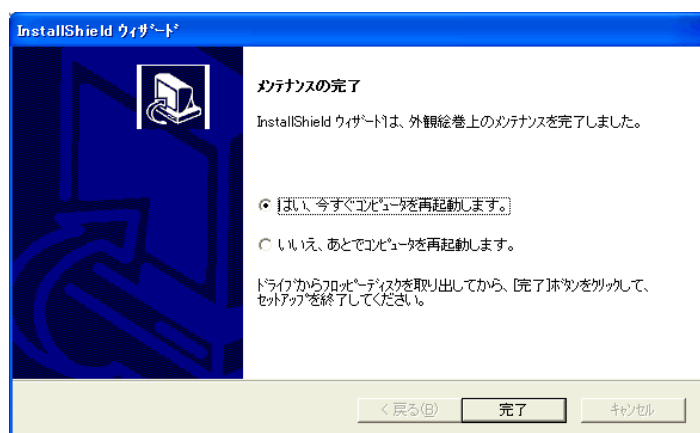 InstallShield ウィザード
メンテナンスの完了
InstallShield ウィザードは、外観絵巻上のメンテナンスを完了しました。
はい、今すぐコンピュータを再起動します。
いいえ、あとでコンピュータを再起動します。
ドライブからフロッピーディスクを取り出してから、[完了]ボタンをクリックして、
セットアップを終了してください。
< 戻る(B)
完了
キャンセル